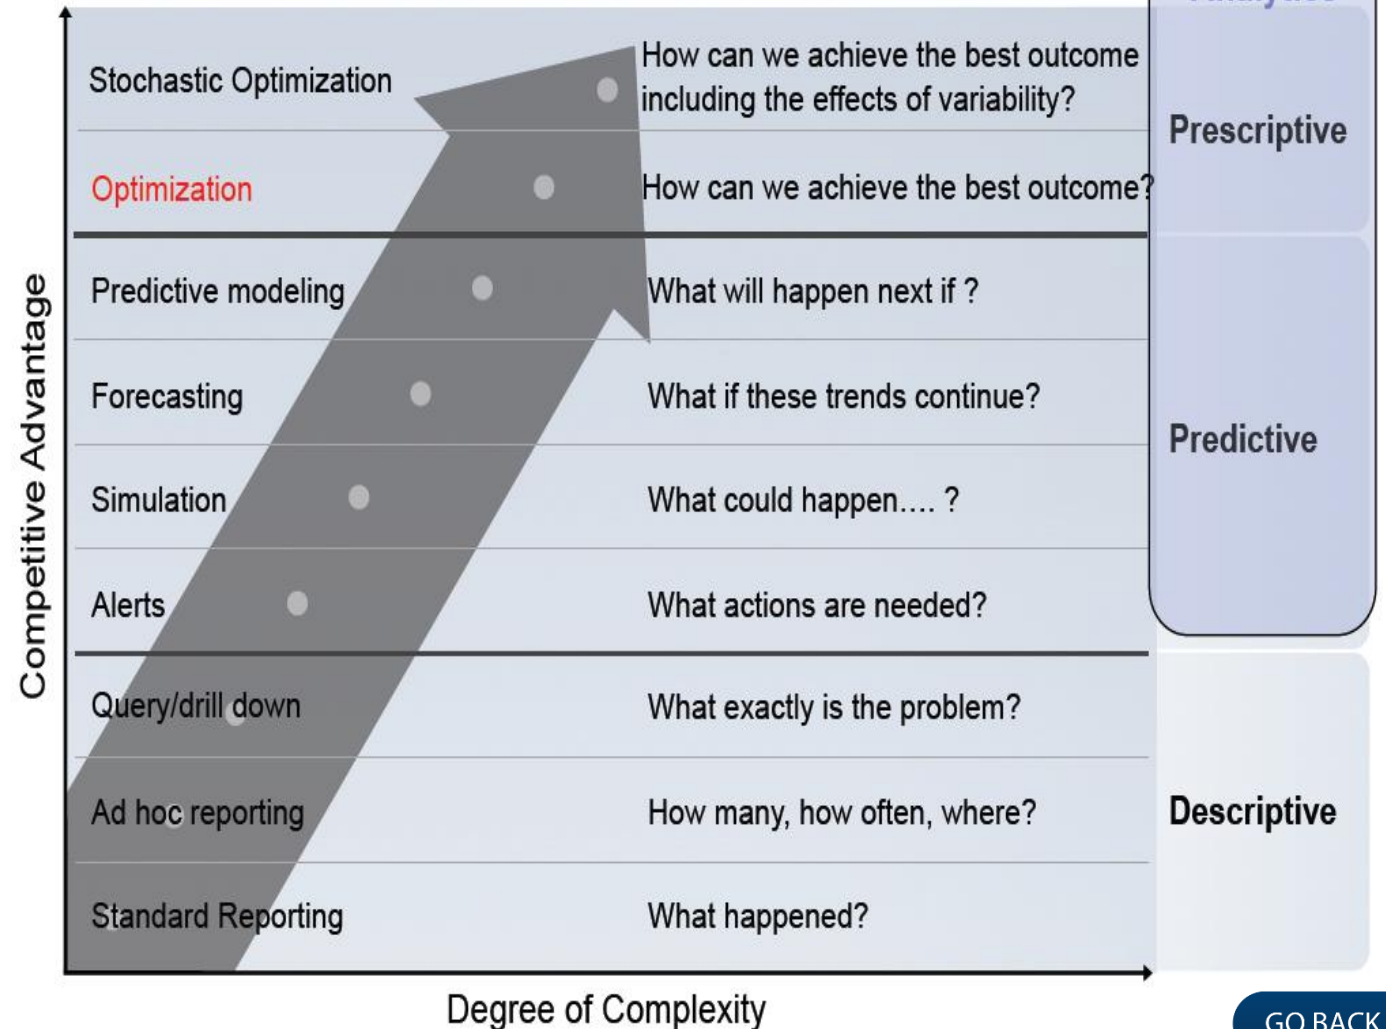 Analytics
Stochastic Optimization
How can we achieve the best outcome
including the effects of variability?
Prescriptive
Optimization
How can we achieve the best outcome?
Predictive modeling
What will happen next if ?
Forecasting
What if these trends continue?
Predictive
Simulation
What could happen.... ?
Alerts
What actions are needed?
Query/drill down
What exactly is the problem?
Ad hoc reporting
How many, how often, where?
Descriptive
Standard Reporting
What happened?
Competitive Advantage
Degree of Complexity
GO BACK